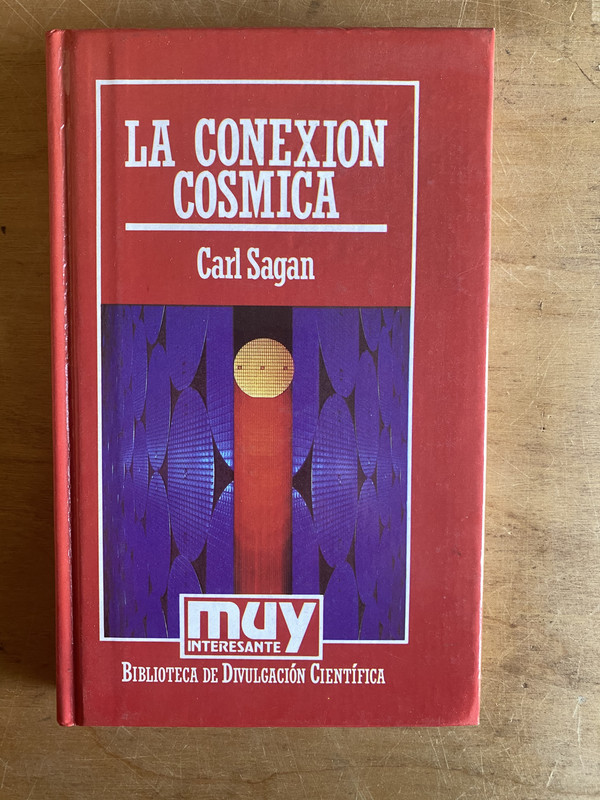 LA CONEXION
COSMICA
Carl Sagan
muy
INTERESANTE
BIBLIOTECA DE DIVULGACIÓN CIENTÍFICA